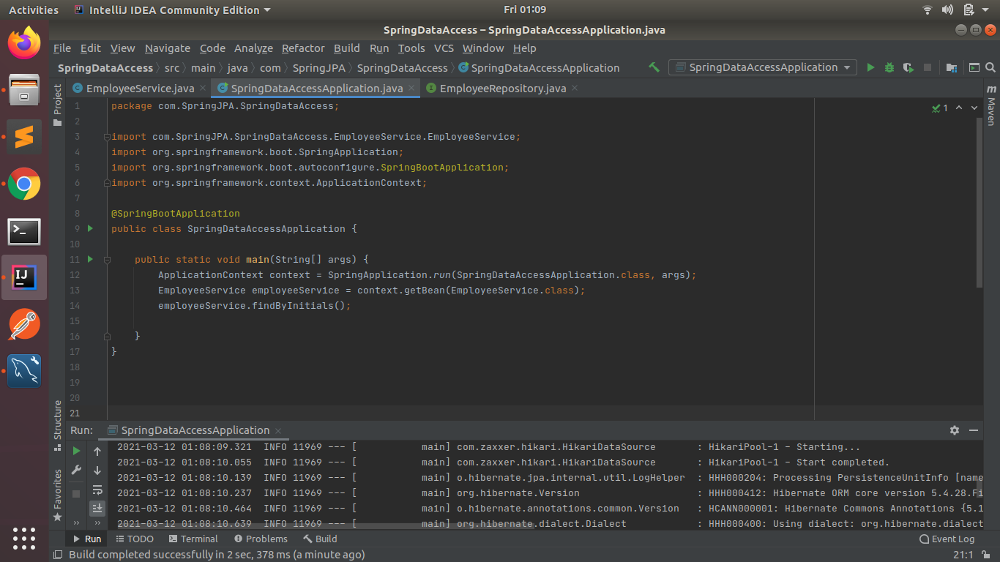 Activities IntelliJ IDEA Community Edition Fri 01:09
SpringDataAccess – SpringDataAccessApplication.java
File Edit View Navigate Code Analyze Refactor Build Run Tools VCS Window Help
SpringDataAccess src main java com SpringJPA SpringDataAccess SpringDataAccessApplication SpringDataAccessApplication
EmployeeService.java SpringDataAccessApplication.java EmployeeRepository.java
Project
Maven
1 package com.SpringJPA.SpringDataAccess; 1
2
3 import com.SpringJPA.SpringDataAccess.EmployeeService.EmployeeService;
4 import org.springframework.boot.SpringApplication;
5 import org.springframework.boot.autoconfigure.SpringBootApplication;
6 import org.springframework.context.ApplicationContext;
7
8 @SpringBootApplication
9 public class SpringDataAccessApplication {
10
11 public static void main(String[] args) {
12 ApplicationContext context = SpringApplication.run(SpringDataAccessApplication.class, args);
13 EmployeeService employeeService = context.getBean(EmployeeService.class);
14 employeeService.findByInitials();
15
16 }
17 }
18
19
20
21
Structure
Favorites
Run: SpringDataAccessApplication
2021-03-12 01:08:09.321 INFO 11969 --- [ main] com.zaxxer.hikari.HikariDataSource : HikariPool-1 - Starting...
2021-03-12 01:08:10.055 INFO 11969 --- [ main] com.zaxxer.hikari.HikariDataSource : HikariPool-1 - Start completed.
2021-03-12 01:08:10.139 INFO 11969 --- [ main] o.hibernate.jpa.internal.util.LogHelper : HHH000204: Processing PersistenceUnitInfo [name
2021-03-12 01:08:10.237 INFO 11969 --- [ main] org.hibernate.Version : HHH000412: Hibernate ORM core version 5.4.28.Fi
2021-03-12 01:08:10.464 INFO 11969 --- [ main] o.hibernate.annotations.common.Version : HCANN000001: Hibernate Commons Annotations {5.1
2021-03-12 01:08:10.639 INFO 11969 --- [ main] org.hibernate.dialect.Dialect : HHH000400: Using dialect: org.hibernate.dialect
Run TODO Terminal Problems Build Event Log
Build completed successfully in 2 sec, 378 ms (a minute ago) 21:1